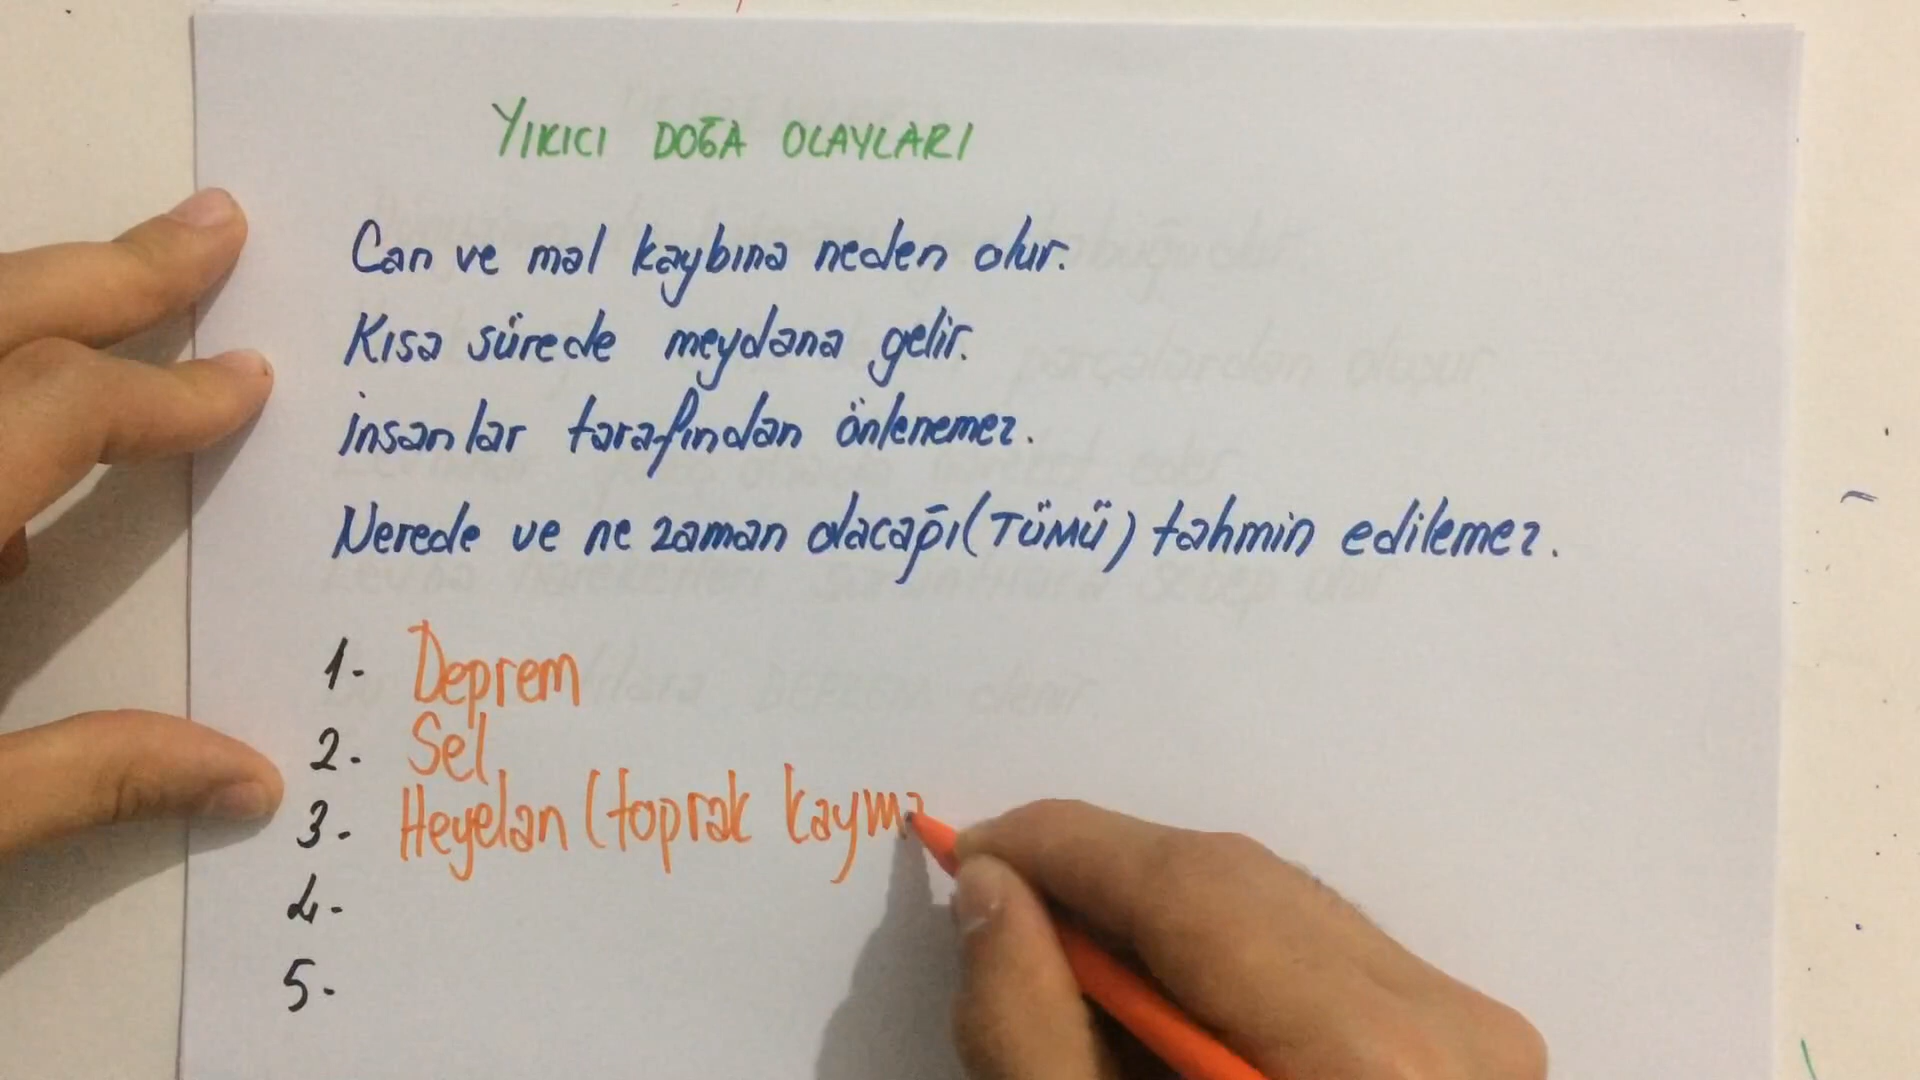 YIKICI DOĞA OLAYLARI
Can ve mal kaybına neden olur.
Kısa sürede meydana gelir.
İnsanlar tarafından önlenemez.
Nerede ve ne zaman olacağı (TÜMÜ) tahmin edilemez.
1- Deprem
2- Sel
3- Heyelan (toprak kayma
4-
5-